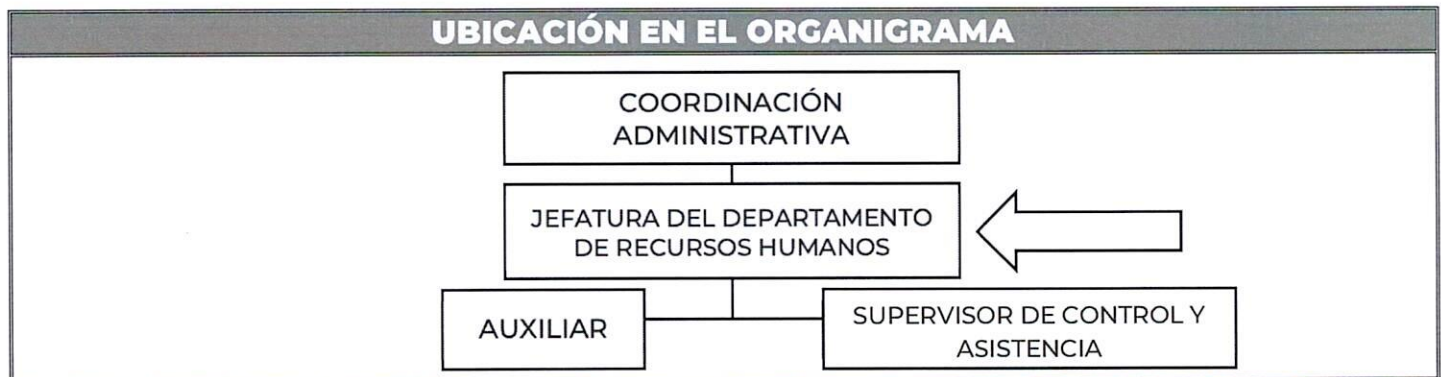 UBICACIÓN EN EL ORGANIGRAMA
COORDINACIÓN
ADMINISTRATIVA
JEFATURA DEL DEPARTAMENTO
DE RECURSOS HUMANOS
AUXILIAR
SUPERVISOR DE CONTROL Y
ASISTENCIA